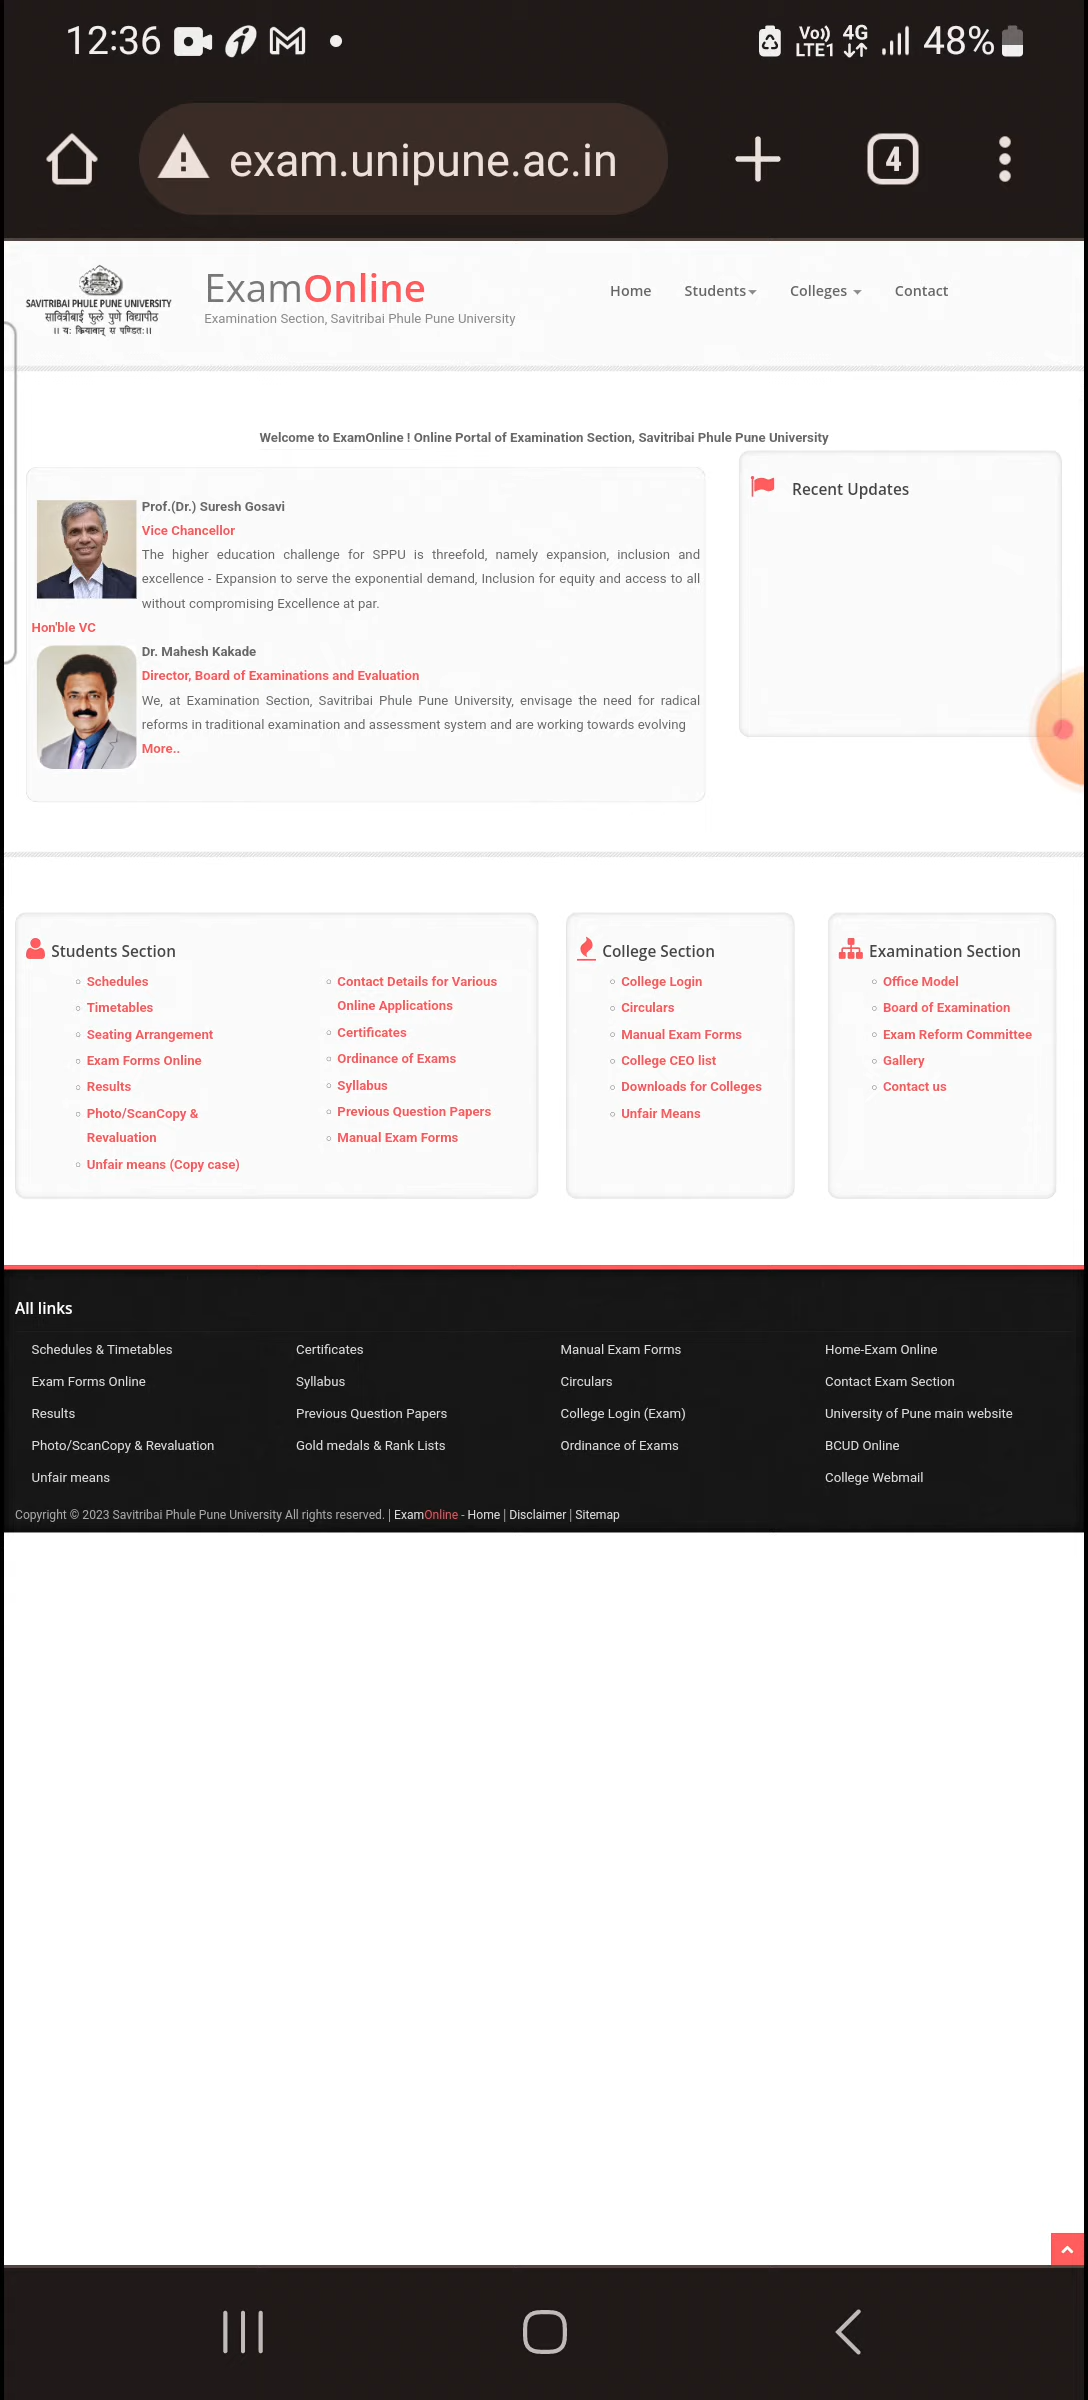 12:36
Vo)) LTE1 4G 48%
exam.unipune.ac.in
4
SAVITRIBAI PHULE PUNE UNIVERSITY
सावित्रीबाई फुले पुणे विद्यापीठ
।। यः क्रियावान् स पण्डितः।।
ExamOnline
Examination Section, Savitribai Phule Pune University
Home Students Colleges Contact
Welcome to ExamOnline ! Online Portal of Examination Section, Savitribai Phule Pune University
Prof.(Dr.) Suresh Gosavi
Vice Chancellor
The higher education challenge for SPPU is threefold, namely expansion, inclusion and
excellence - Expansion to serve the exponential demand, Inclusion for equity and access to all
without compromising Excellence at par.
Hon'ble VC
Dr. Mahesh Kakade
Director, Board of Examinations and Evaluation
We, at Examination Section, Savitribai Phule Pune University, envisage the need for radical
reforms in traditional examination and assessment system and are working towards evolving
More..
Recent Updates
Students Section
Schedules
Timetables
Seating Arrangement
Exam Forms Online
Results
Photo/ScanCopy &
Revaluation
Unfair means (Copy case)
Contact Details for Various
Online Applications
Certificates
Ordinance of Exams
Syllabus
Previous Question Papers
Manual Exam Forms
College Section
College Login
Circulars
Manual Exam Forms
College CEO list
Downloads for Colleges
Unfair Means
Examination Section
Office Model
Board of Examination
Exam Reform Committee
Gallery
Contact us
All links
Schedules & Timetables
Exam Forms Online
Results
Photo/ScanCopy & Revaluation
Unfair means
Certificates
Syllabus
Previous Question Papers
Gold medals & Rank Lists
Manual Exam Forms
Circulars
College Login (Exam)
Ordinance of Exams
Home-Exam Online
Contact Exam Section
University of Pune main website
BCUD Online
College Webmail
Copyright © 2023 Savitribai Phule Pune University All rights reserved. | ExamOnline - Home | Disclaimer | Sitemap